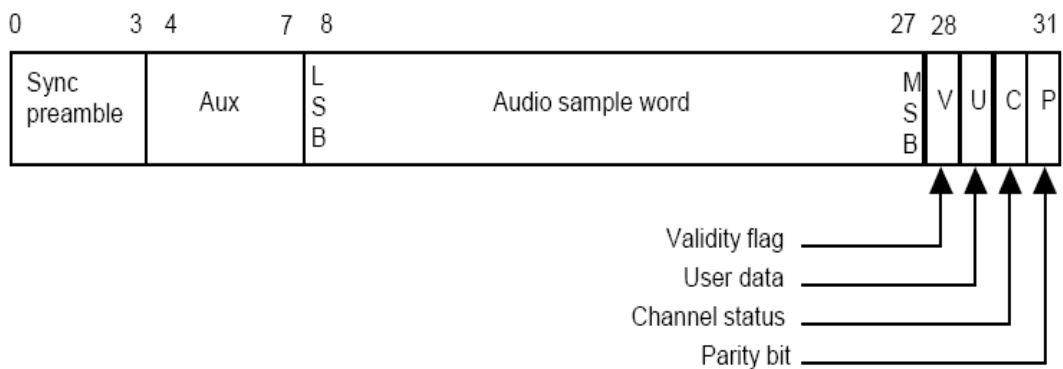 0 3 4 7 8 27 28 31
Sync
preamble
Aux
L
S
B
Audio sample word
M
S
B
V U C P
Validity flag
User data
Channel status
Parity bit